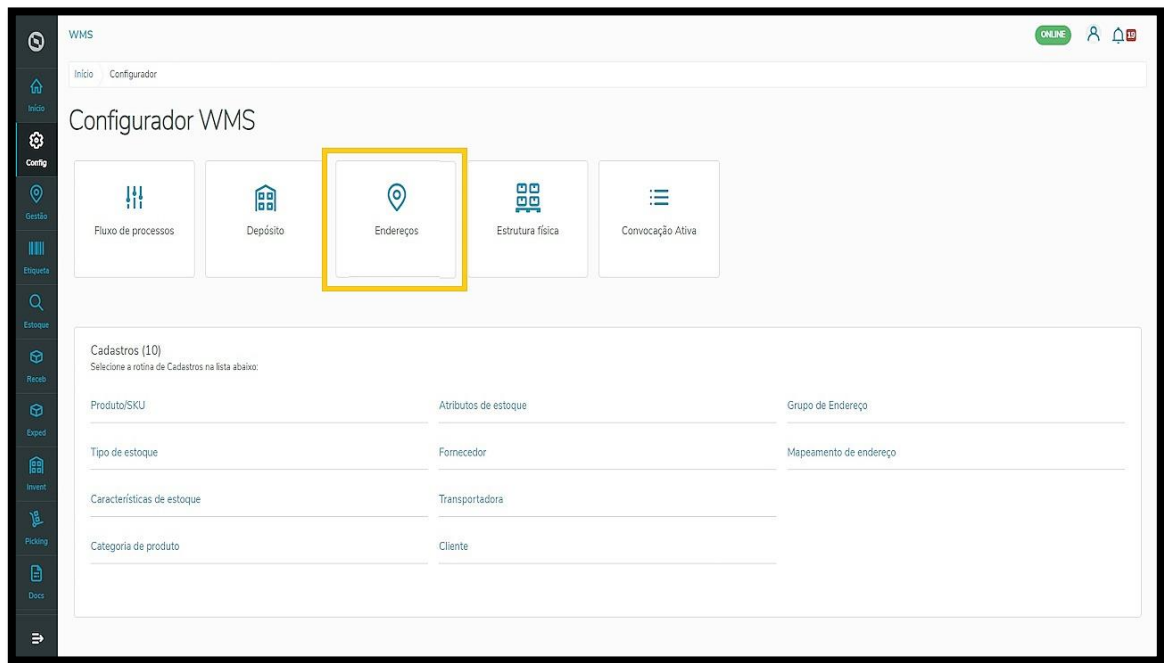 WMS
ONLINE
19
Início Configurador
Configurador WMS
Início
Config
Gestão
Etiqueta
Estoque
Receb
Exped
Invent
Picking
Docs
Fluxo de processos
Depósito
Endereços
Estrutura física
Convocação Ativa
Cadastros (10)
Selecione a rotina de Cadastros na lista abaixo:
Produto/SKU
Atributos de estoque
Grupo de Endereço
Tipo de estoque
Fornecedor
Mapeamento de endereço
Características de estoque
Transportadora
Categoria de produto
Cliente